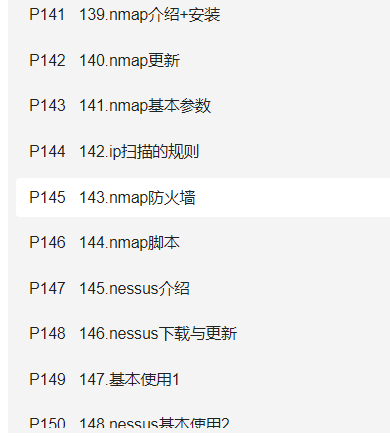 P141 139.nmap介绍+安装
P142 140.nmap更新
P143 141.nmap基本参数
P144 142.ip扫描的规则
P145 143.nmap防火墙
P146 144.nmap脚本
P147 145.nessus介绍
P148 146.nessus下载与更新
P149 147.基本使用1
P150 148.nessus基本使用2